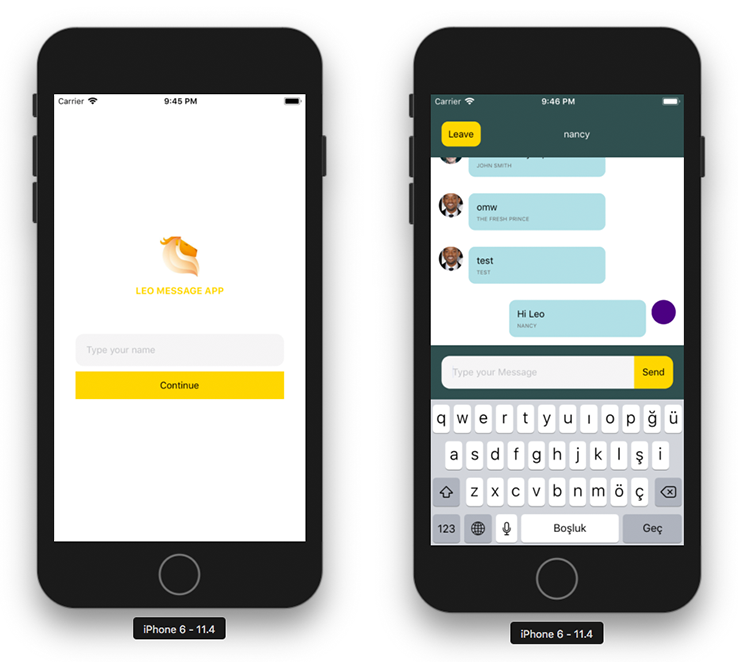 Carrier 9:45 PM
LEO MESSAGE APP
Type your name
Continue
iPhone 6 - 11.4
Carrier 9:46 PM
Leave nancy
JOHN SMITH
omw
THE FRESH PRINCE
test
TEST
Hi Leo
NANCY
Type your Message Send
q w e r t y u ı o p ğ ü
a s d f g h j k l ş i
z x c v b n m ö ç
123 Boşluk Geç
iPhone 6 - 11.4